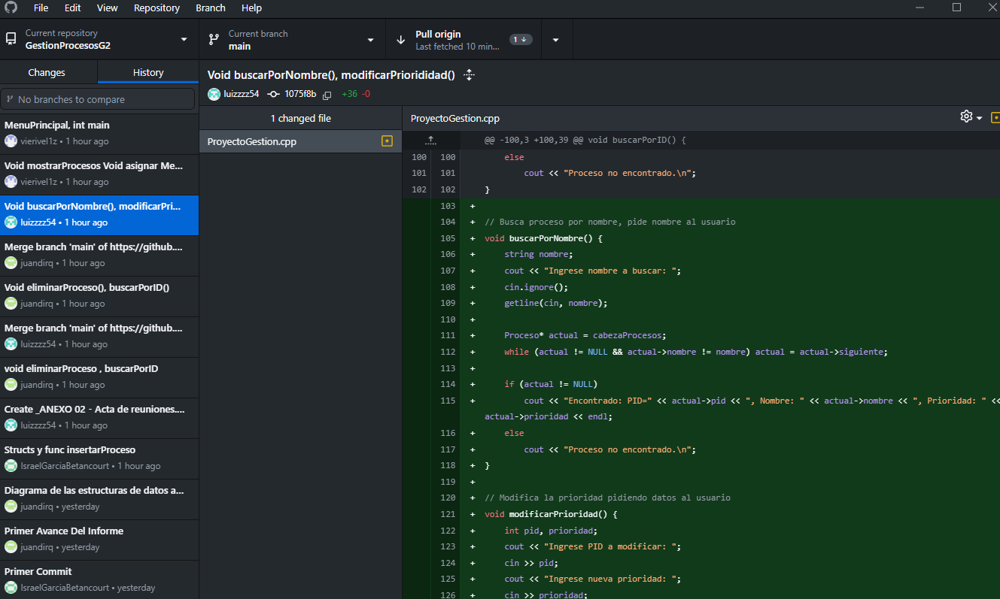 File Edit View Repository Branch Help
Current repository
GestionProcesosG2
Current branch
main
Pull origin
Last fetched 10 min...
1
Changes
History
No branches to compare
MenuPrincipal, int main
vierivel1z • 1 hour ago
Void mostrarProcesos Void asignar Me...
vierivel1z • 1 hour ago
Void buscarPorNombre(), modificarPri...
luizzzz54 • 1 hour ago
Merge branch 'main' of https://github....
juandirq • 1 hour ago
Void eliminarProceso(), buscarPorID()
juandirq • 1 hour ago
Merge branch 'main' of https://github....
luizzzz54 • 1 hour ago
void eliminarProceso , buscarPorID
juandirq • 1 hour ago
Create _ANEXO 02 - Acta de reuniones....
luizzzz54 • 1 hour ago
Structs y func insertarProceso
IsraelGarciaBetancourt • 1 hour ago
Diagrama de las estructuras de datos a...
juandirq • yesterday
Primer Avance Del Informe
juandirq • yesterday
Primer Commit
IsraelGarciaBetancourt • yesterday
Void buscarPorNombre(), modificarPriorididad()
luizzzz54 1075f8b +36 -0
1 changed file
ProyectoGestion.cpp
ProyectoGestion.cpp
@@ -100,3 +100,39 @@ void buscarPorID() {
100 100 else
101 101 cout << "Proceso no encontrado.\n";
102 102 }
103 +
104 + // Busca proceso por nombre, pide nombre al usuario
105 + void buscarPorNombre() {
106 + string nombre;
107 + cout << "Ingrese nombre a buscar: ";
108 + cin.ignore();
109 + getline(cin, nombre);
110 +
111 + Proceso* actual = cabezaProcesos;
112 + while (actual != NULL && actual->nombre != nombre) actual = actual->siguiente;
113 +
114 + if (actual != NULL)
115 + cout << "Encontrado: PID=" << actual->pid << ", Nombre: " << actual->nombre << ", Prioridad: " <<
actual->prioridad << endl;
116 + else
117 + cout << "Proceso no encontrado.\n";
118 + }
119 +
120 + // Modifica la prioridad pidiendo datos al usuario
121 + void modificarPrioridad() {
122 + int pid, prioridad;
123 + cout << "Ingrese PID a modificar: ";
124 + cin >> pid;
125 + cout << "Ingrese nueva prioridad: ";
126 + cin >> prioridad;